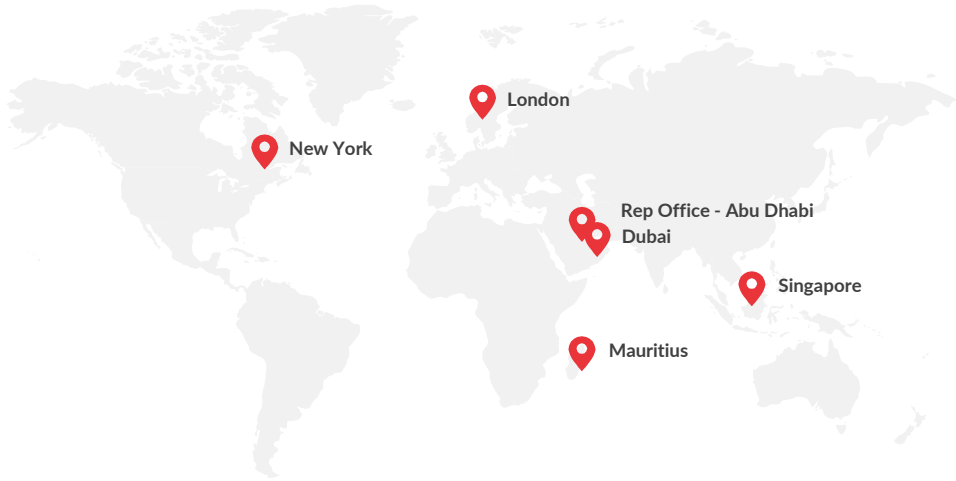 London
New York
Rep Office - Abu Dhabi
Dubai
Singapore
Mauritius